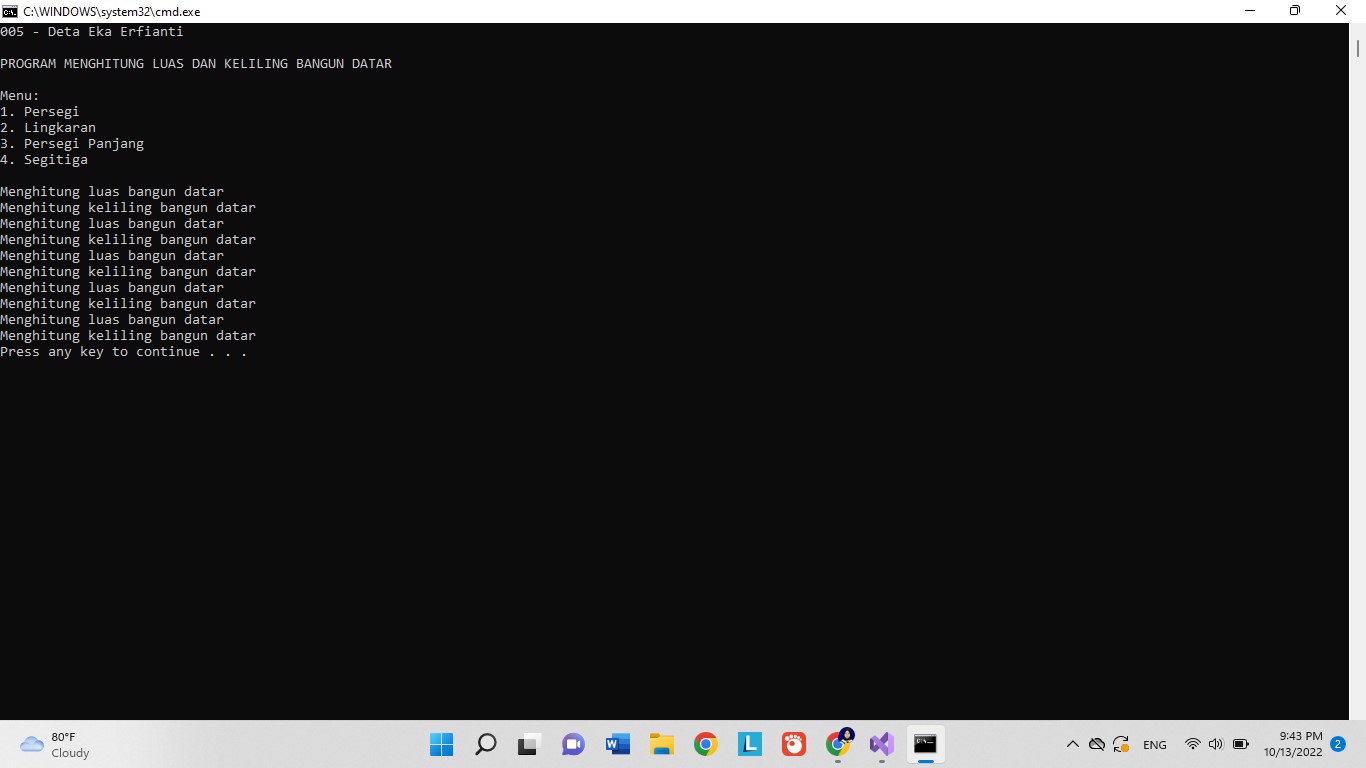 C:\WINDOWS\system32\cmd.exe
005 - Deta Eka Erfianti
PROGRAM MENGHITUNG LUAS DAN KELILING BANGUN DATAR
Menu:
1. Persegi
2. Lingkaran
3. Persegi Panjang
4. Segitiga
Menghitung luas bangun datar
Menghitung keliling bangun datar
Menghitung luas bangun datar
Menghitung keliling bangun datar
Menghitung luas bangun datar
Menghitung keliling bangun datar
Menghitung luas bangun datar
Menghitung keliling bangun datar
Menghitung luas bangun datar
Menghitung keliling bangun datar
Press any key to continue . . .
80°F
Cloudy
ENG
9:43 PM
10/13/2022
2